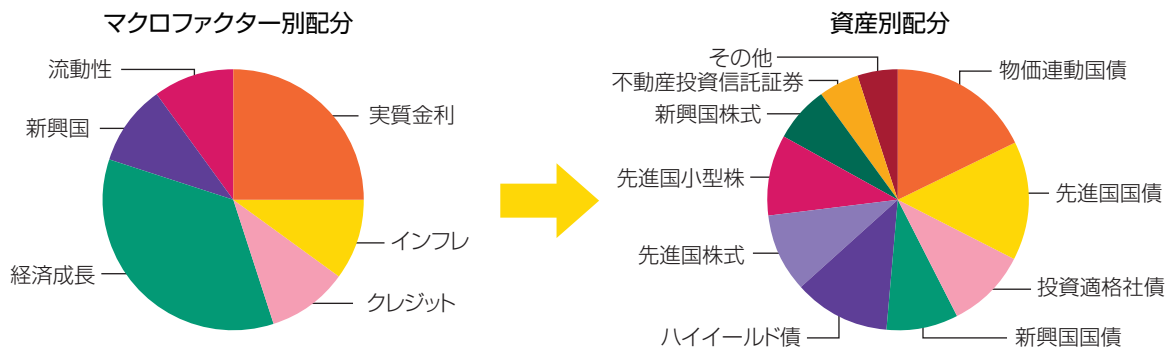 マクロファクター別配分
流動性
新興国
経済成長
実質金利
インフレ
クレジット
資産別配分
その他
不動産投資信託証券
新興国株式
先進国小型株
先進国株式
ハイイールド債
物価連動国債
先進国国債
投資適格社債
新興国国債